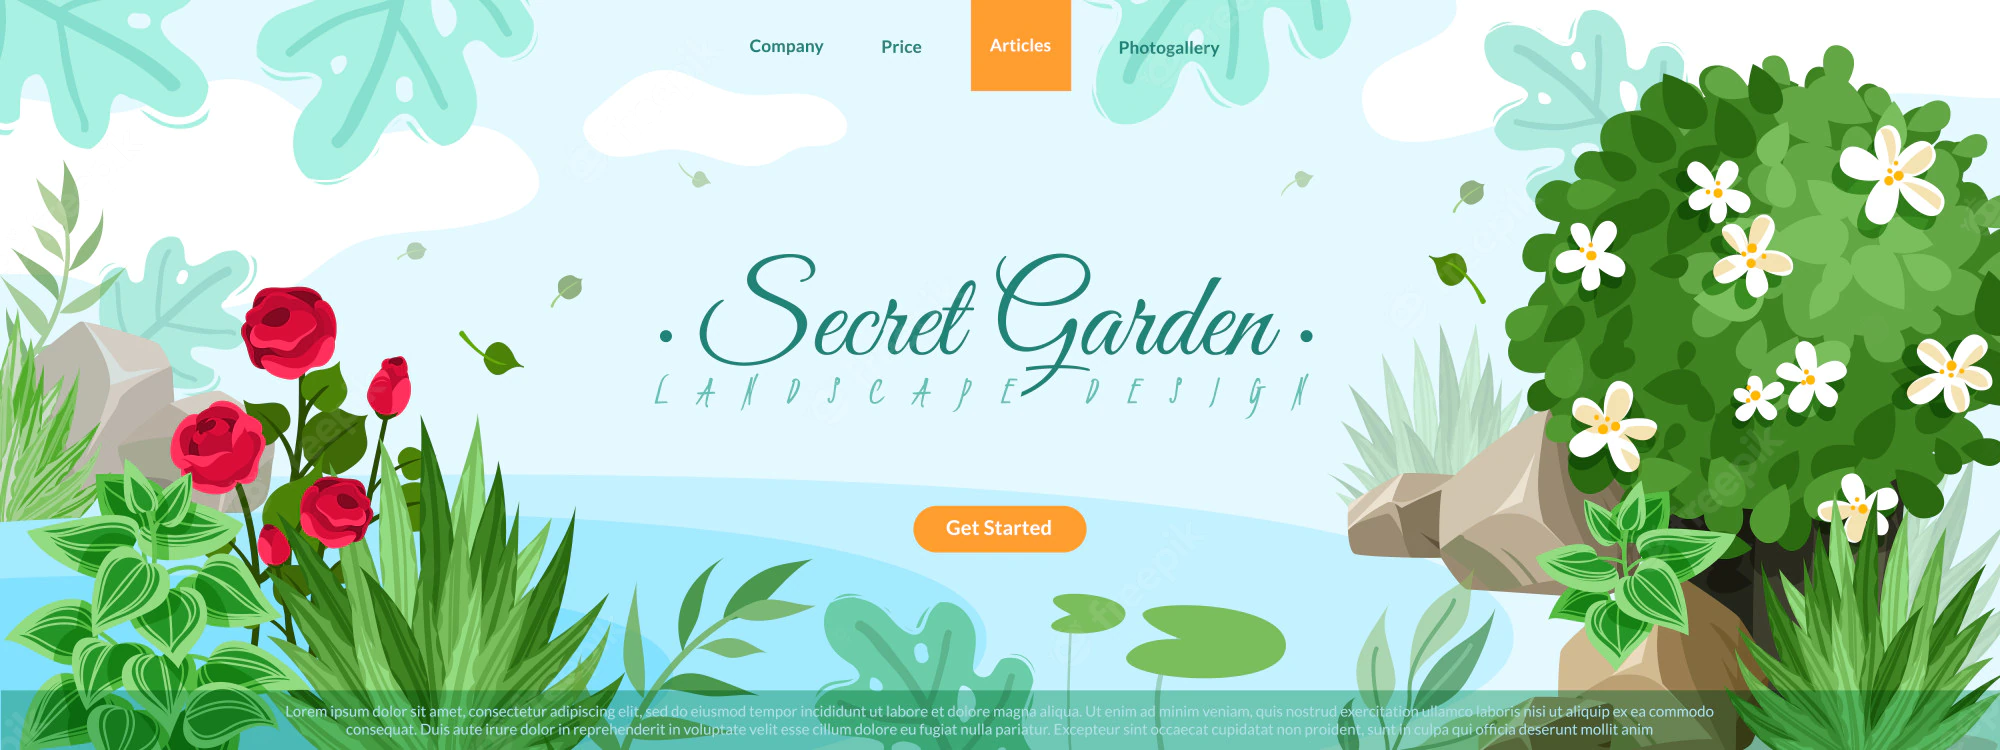 Company Price Articles Photogallery
• Secret Garden •
LANDSCAPE DESIGN
Get Started
Lorem ipsum dolor sit amet, consectetur adipiscing elit, sed do eiusmod tempor incididunt ut labore et dolore magna aliqua. Ut enim ad minim veniam, quis nostrud exercitation ullamco laboris nisi ut aliquip ex ea commodo
consequat. Duis aute irure dolor in reprehenderit in voluptate velit esse cillum dolore eu fugiat nulla pariatur. Excepteur sint occaecat cupidatat non proident, sunt in culpa qui officia deserunt mollit anim
freepik
freepik